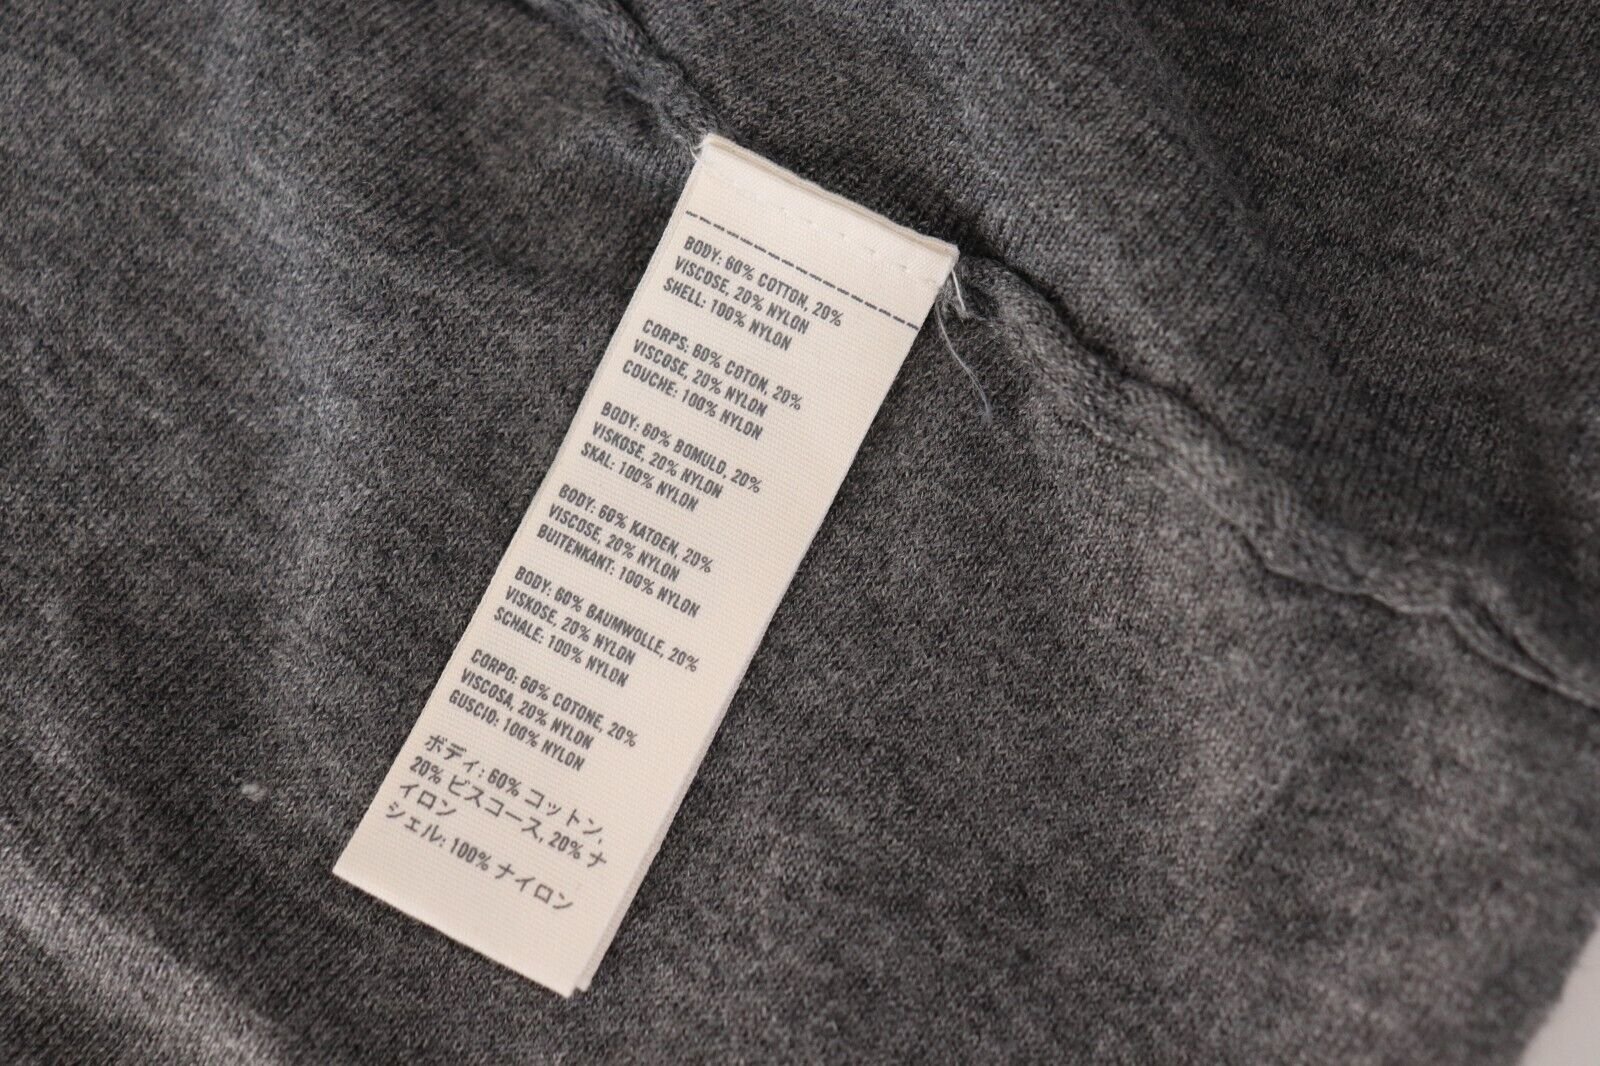 BODY: 60% COTTON, 20%
VISCOSE, 20% NYLON
SHELL: 100% NYLON
CORPS: 60% COTON, 20%
VISCOSE, 20% NYLON
COUCHE: 100% NYLON
BODY: 60% BOMULD, 20%
VISKOSE, 20% NYLON
SKAL: 100% NYLON
BODY: 60% KATOEN, 20%
VISCOSE, 20% NYLON
BUITENKANT: 100% NYLON
BODY: 60% BAUMWOLLE, 20%
VISKOSE, 20% NYLON
SCHALE: 100% NYLON
CORPO: 60% COTONE, 20%
VISCOSA, 20% NYLON
GUSCIO: 100% NYLON
ボディ: 60% コットン,
20% ビスコース, 20% ナ
イロン
シェル: 100% ナイロン